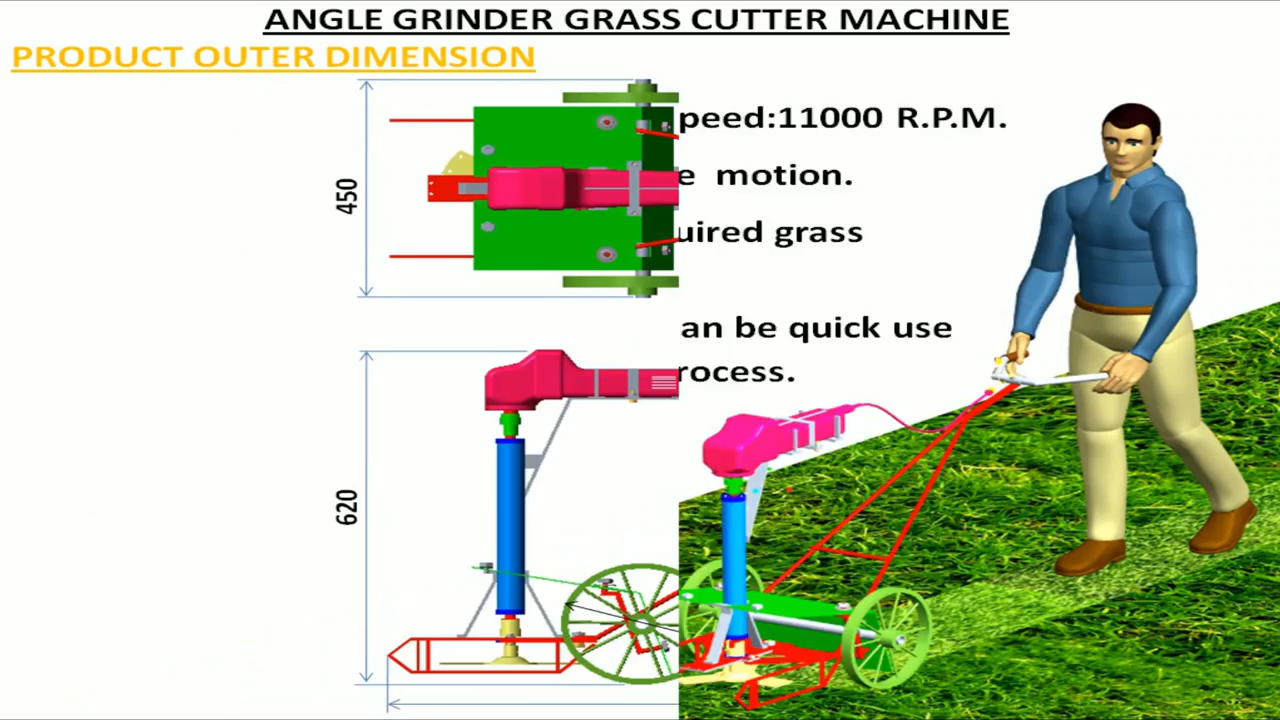 ANGLE GRINDER GRASS CUTTER MACHINE
PRODUCT OUTER DIMENSION
450
peed:11000 R.P.M.
e motion.
uired grass
an be quick use
rocess.
620